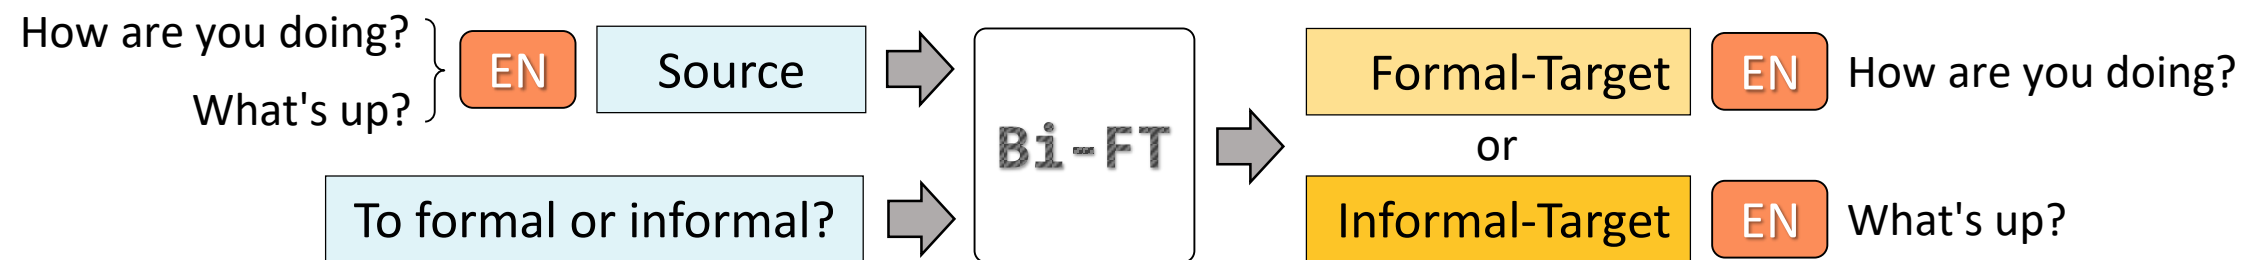 How are you doing?
What's up?
EN
Source
To formal or informal?
Bi-FT
Formal-Target
EN
How are you doing?
or
Informal-Target
EN
What's up?